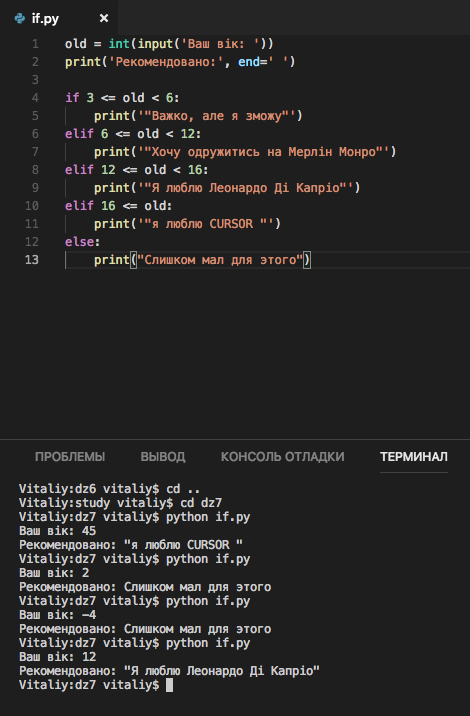 if.py ×
1 old = int(input('Ваш вік: '))
2 print('Рекомендовано:', end=' ')
3
4 if 3 <= old < 6:
5     print('"Важко, але я зможу"')
6 elif 6 <= old < 12:
7     print('"Хочу одружитись на Мерлін Монро"')
8 elif 12 <= old < 16:
9     print('"Я люблю Леонардо Ді Капріо"')
10 elif 16 <= old:
11     print('"я люблю CURSOR "')
12 else:
13     print("Слишком мал для этого")
ПРОБЛЕМЫ ВЫВОД КОНСОЛЬ ОТЛАДКИ ТЕРМИНАЛ
Vitaliy:dz6 vitaliy$ cd ..
Vitaliy:study vitaliy$ cd dz7
Vitaliy:dz7 vitaliy$ python if.py
Ваш вік: 45
Рекомендовано: "я люблю CURSOR "
Vitaliy:dz7 vitaliy$ python if.py
Ваш вік: 2
Рекомендовано: Слишком мал для этого
Vitaliy:dz7 vitaliy$ python if.py
Ваш вік: -4
Рекомендовано: Слишком мал для этого
Vitaliy:dz7 vitaliy$ python if.py
Ваш вік: 12
Рекомендовано: "Я люблю Леонардо Ді Капріо"
Vitaliy:dz7 vitaliy$